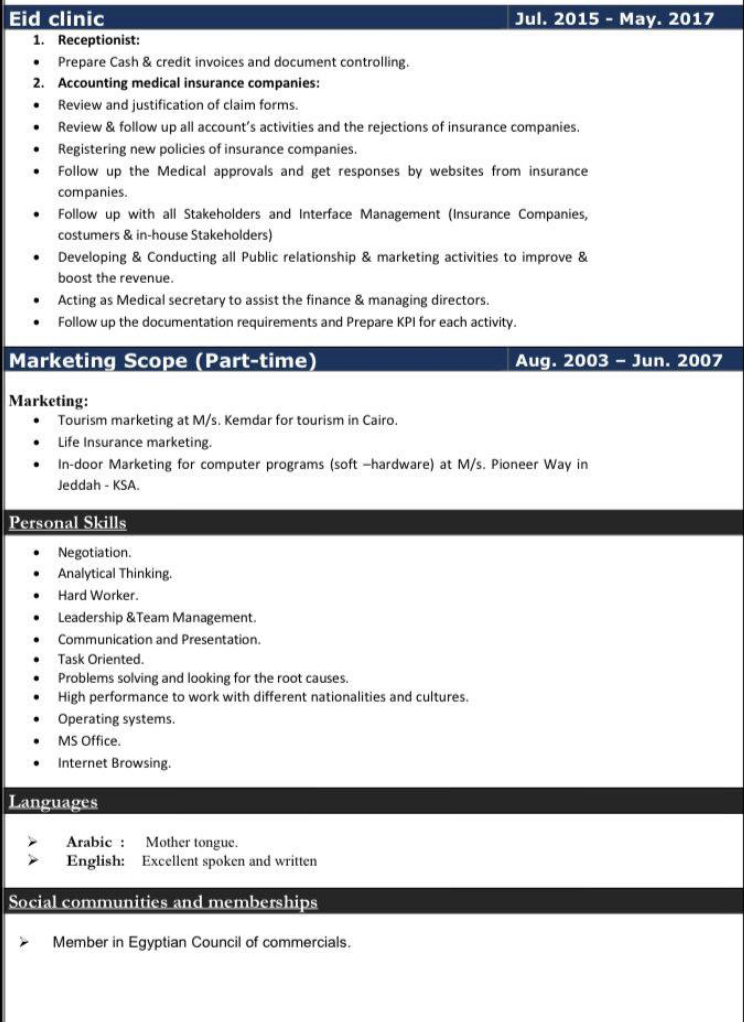 Eid clinic Jul. 2015 - May. 2017
1. Receptionist:
• Prepare Cash & credit invoices and document controlling.
2. Accounting medical insurance companies:
• Review and justification of claim forms.
• Review & follow up all account's activities and the rejections of insurance companies.
• Registering new policies of insurance companies.
• Follow up the Medical approvals and get responses by websites from insurance
companies.
• Follow up with all Stakeholders and Interface Management (Insurance Companies,
costumers & in-house Stakeholders)
• Developing & Conducting all Public relationship & marketing activities to improve &
boost the revenue.
• Acting as Medical secretary to assist the finance & managing directors.
• Follow up the documentation requirements and Prepare KPI for each activity.
Marketing Scope (Part-time) Aug. 2003 – Jun. 2007
Marketing:
• Tourism marketing at M/s. Kemdar for tourism in Cairo.
• Life Insurance marketing.
• In-door Marketing for computer programs (soft –hardware) at M/s. Pioneer Way in
Jeddah - KSA.
Personal Skills
• Negotiation.
• Analytical Thinking.
• Hard Worker.
• Leadership &Team Management.
• Communication and Presentation.
• Task Oriented.
• Problems solving and looking for the root causes.
• High performance to work with different nationalities and cultures.
• Operating systems.
• MS Office.
• Internet Browsing.
Languages
➢ Arabic : Mother tongue.
➢ English: Excellent spoken and written
Social communities and memberships
➢ Member in Egyptian Council of commercials.